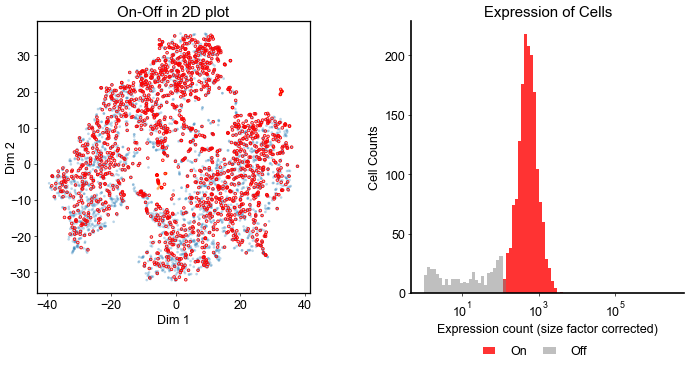 On-Off in 2D plot
Dim 2
30
20
10
0
−10
−20
−30
−40
−20
0
20
40
Dim 1
Expression of Cells
Cell Counts
200
150
100
50
0
10^1
10^3
10^5
Expression count (size factor corrected)
On
Off